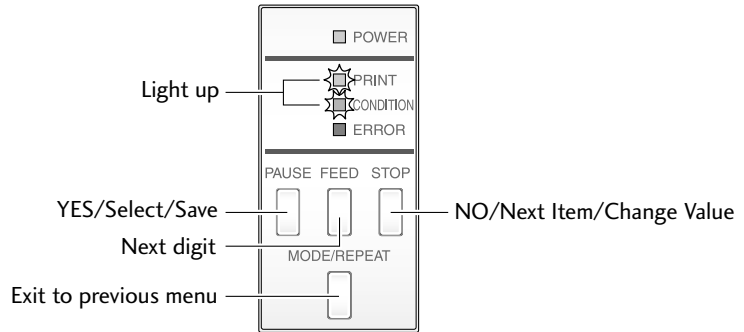 POWER
Light up
PRINT
CONDITION
ERROR
PAUSE FEED STOP
YES/Select/Save
NO/Next Item/Change Value
Next digit
MODE/REPEAT
Exit to previous menu